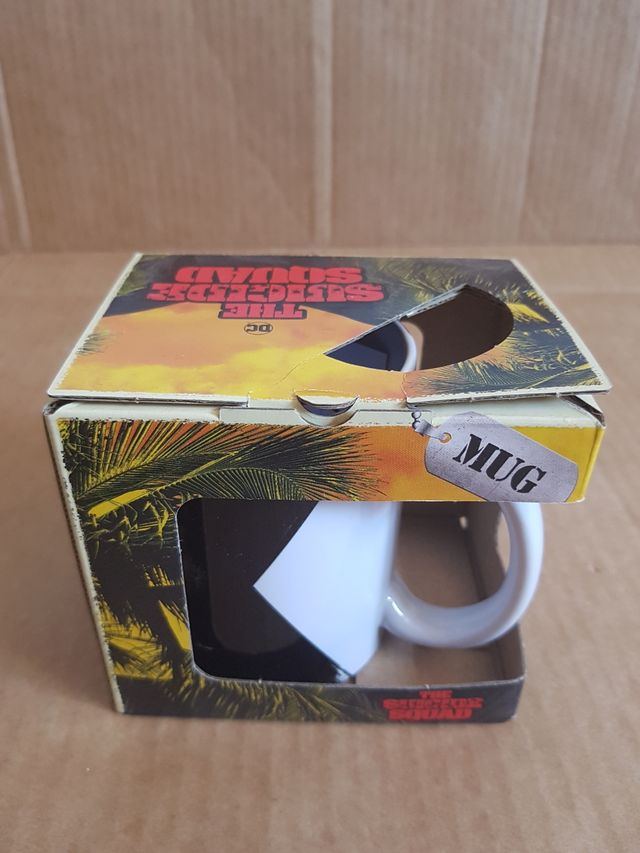 THE
SUICIDE
SQUAD
DC
MUG
THE
SUICIDE
SQUAD